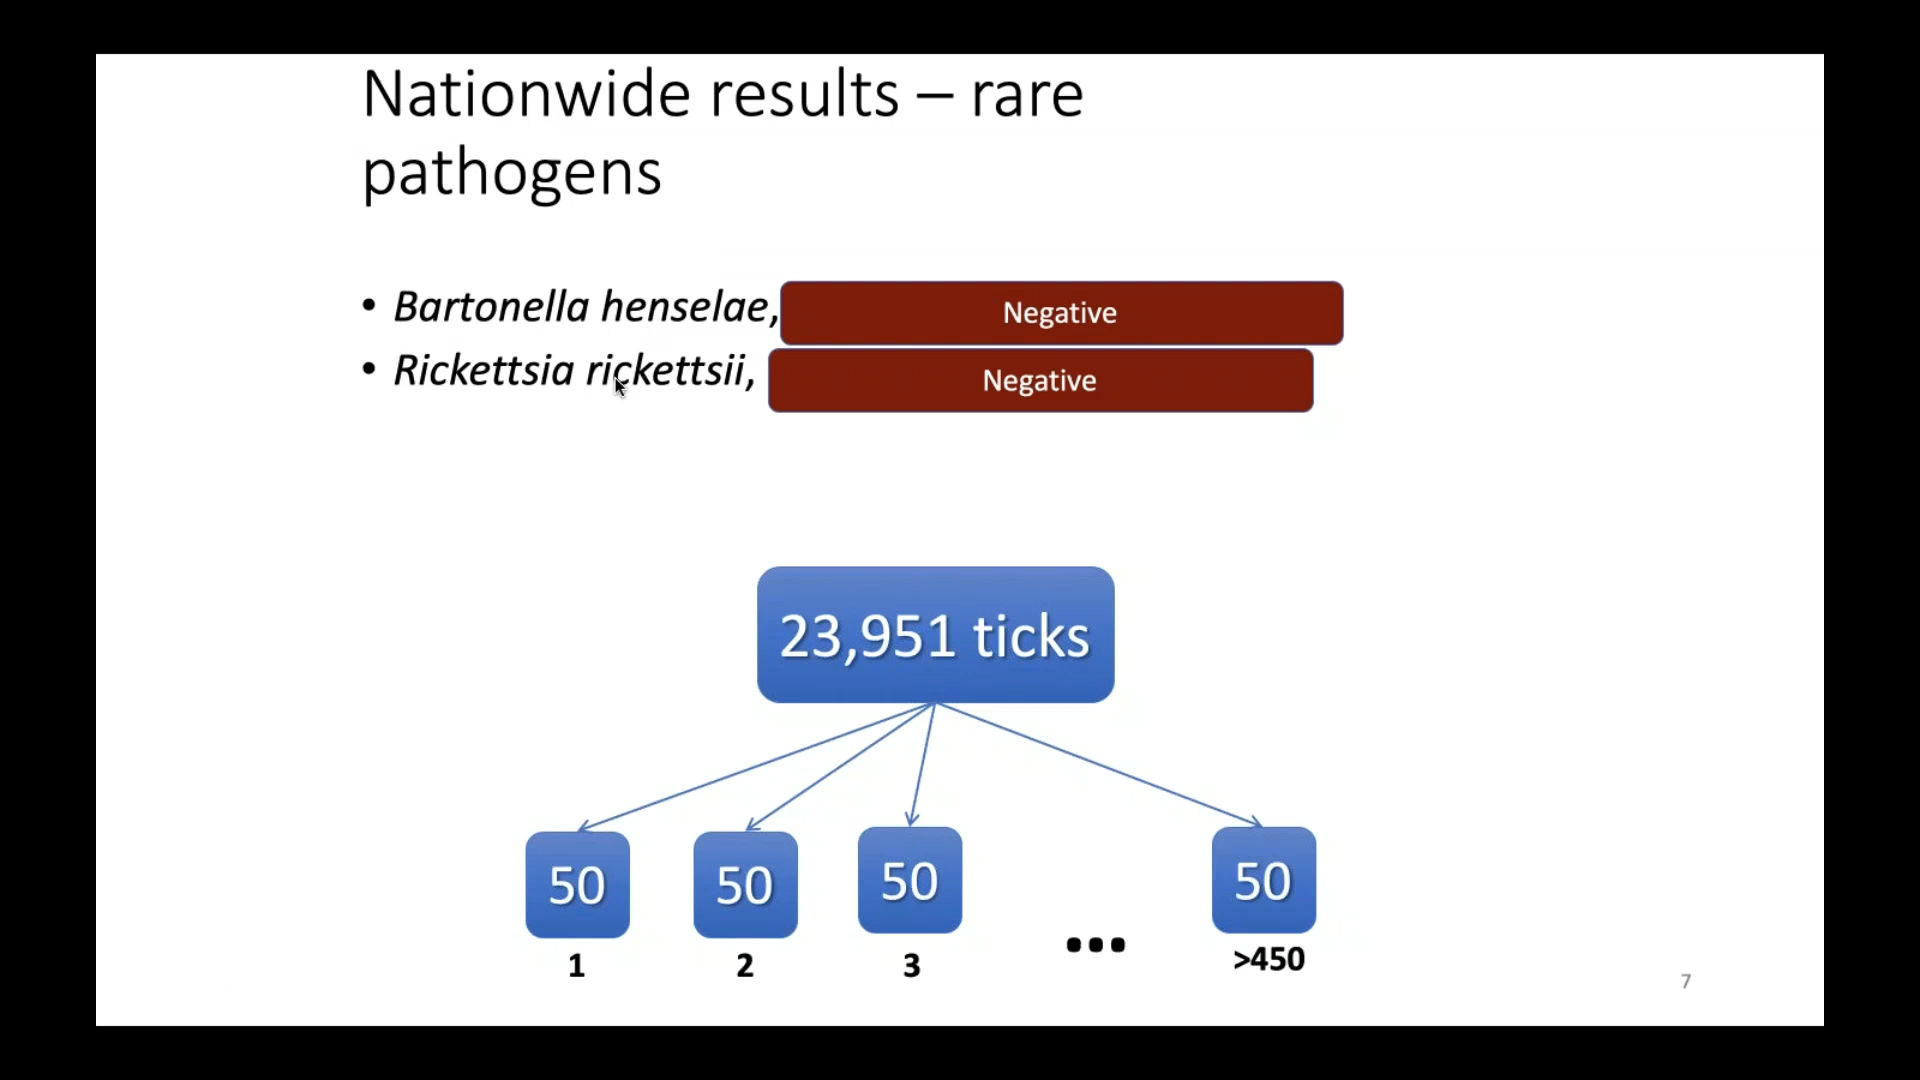 Nationwide results – rare
pathogens
• Bartonella henselae, Negative
• Rickettsia rickettsii, Negative
23,951 ticks
50 50 50 50
1 2 3 ... >450
7